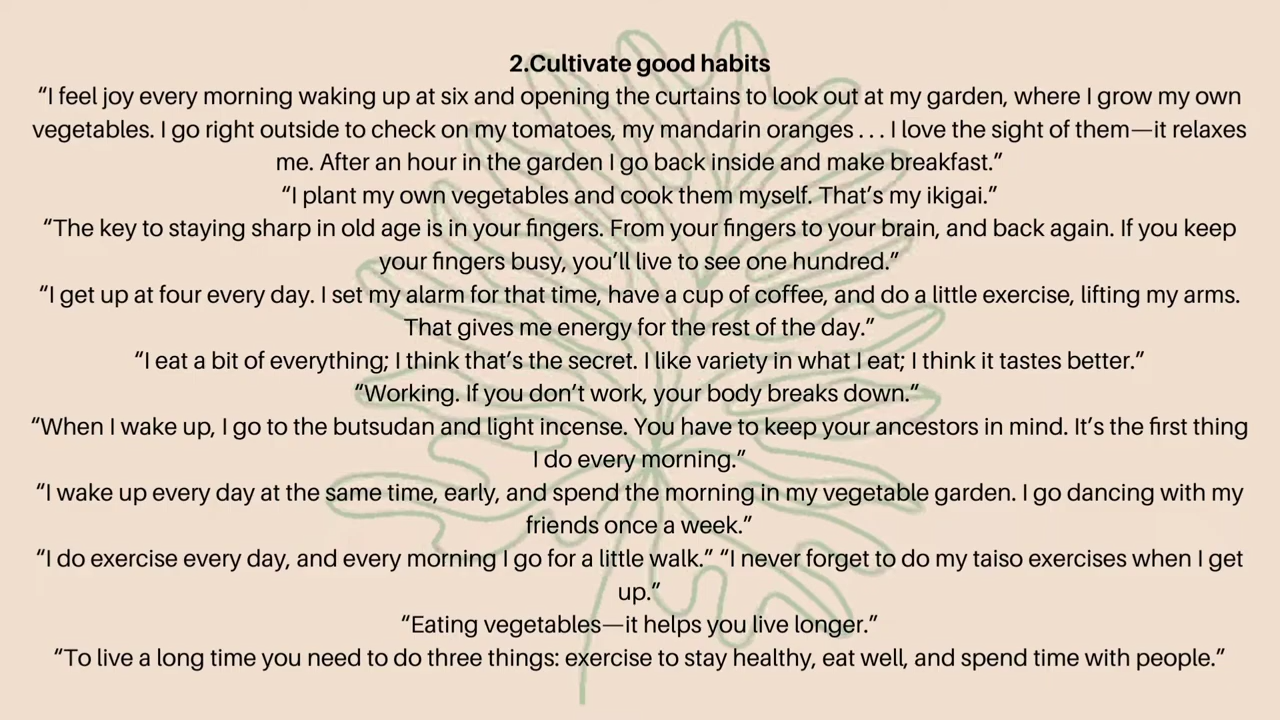 2.Cultivate good habits
“I feel joy every morning waking up at six and opening the curtains to look out at my garden, where I grow my own
vegetables. I go right outside to check on my tomatoes, my mandarin oranges . . . I love the sight of them—it relaxes
me. After an hour in the garden I go back inside and make breakfast.”
“I plant my own vegetables and cook them myself. That’s my ikigai.”
“The key to staying sharp in old age is in your fingers. From your fingers to your brain, and back again. If you keep
your fingers busy, you’ll live to see one hundred.”
“I get up at four every day. I set my alarm for that time, have a cup of coffee, and do a little exercise, lifting my arms.
That gives me energy for the rest of the day.”
“I eat a bit of everything; I think that’s the secret. I like variety in what I eat; I think it tastes better.”
“Working. If you don’t work, your body breaks down.”
“When I wake up, I go to the butsudan and light incense. You have to keep your ancestors in mind. It’s the first thing
I do every morning.”
“I wake up every day at the same time, early, and spend the morning in my vegetable garden. I go dancing with my
friends once a week.”
“I do exercise every day, and every morning I go for a little walk.” “I never forget to do my taiso exercises when I get
up.”
“Eating vegetables—it helps you live longer.”
“To live a long time you need to do three things: exercise to stay healthy, eat well, and spend time with people.”